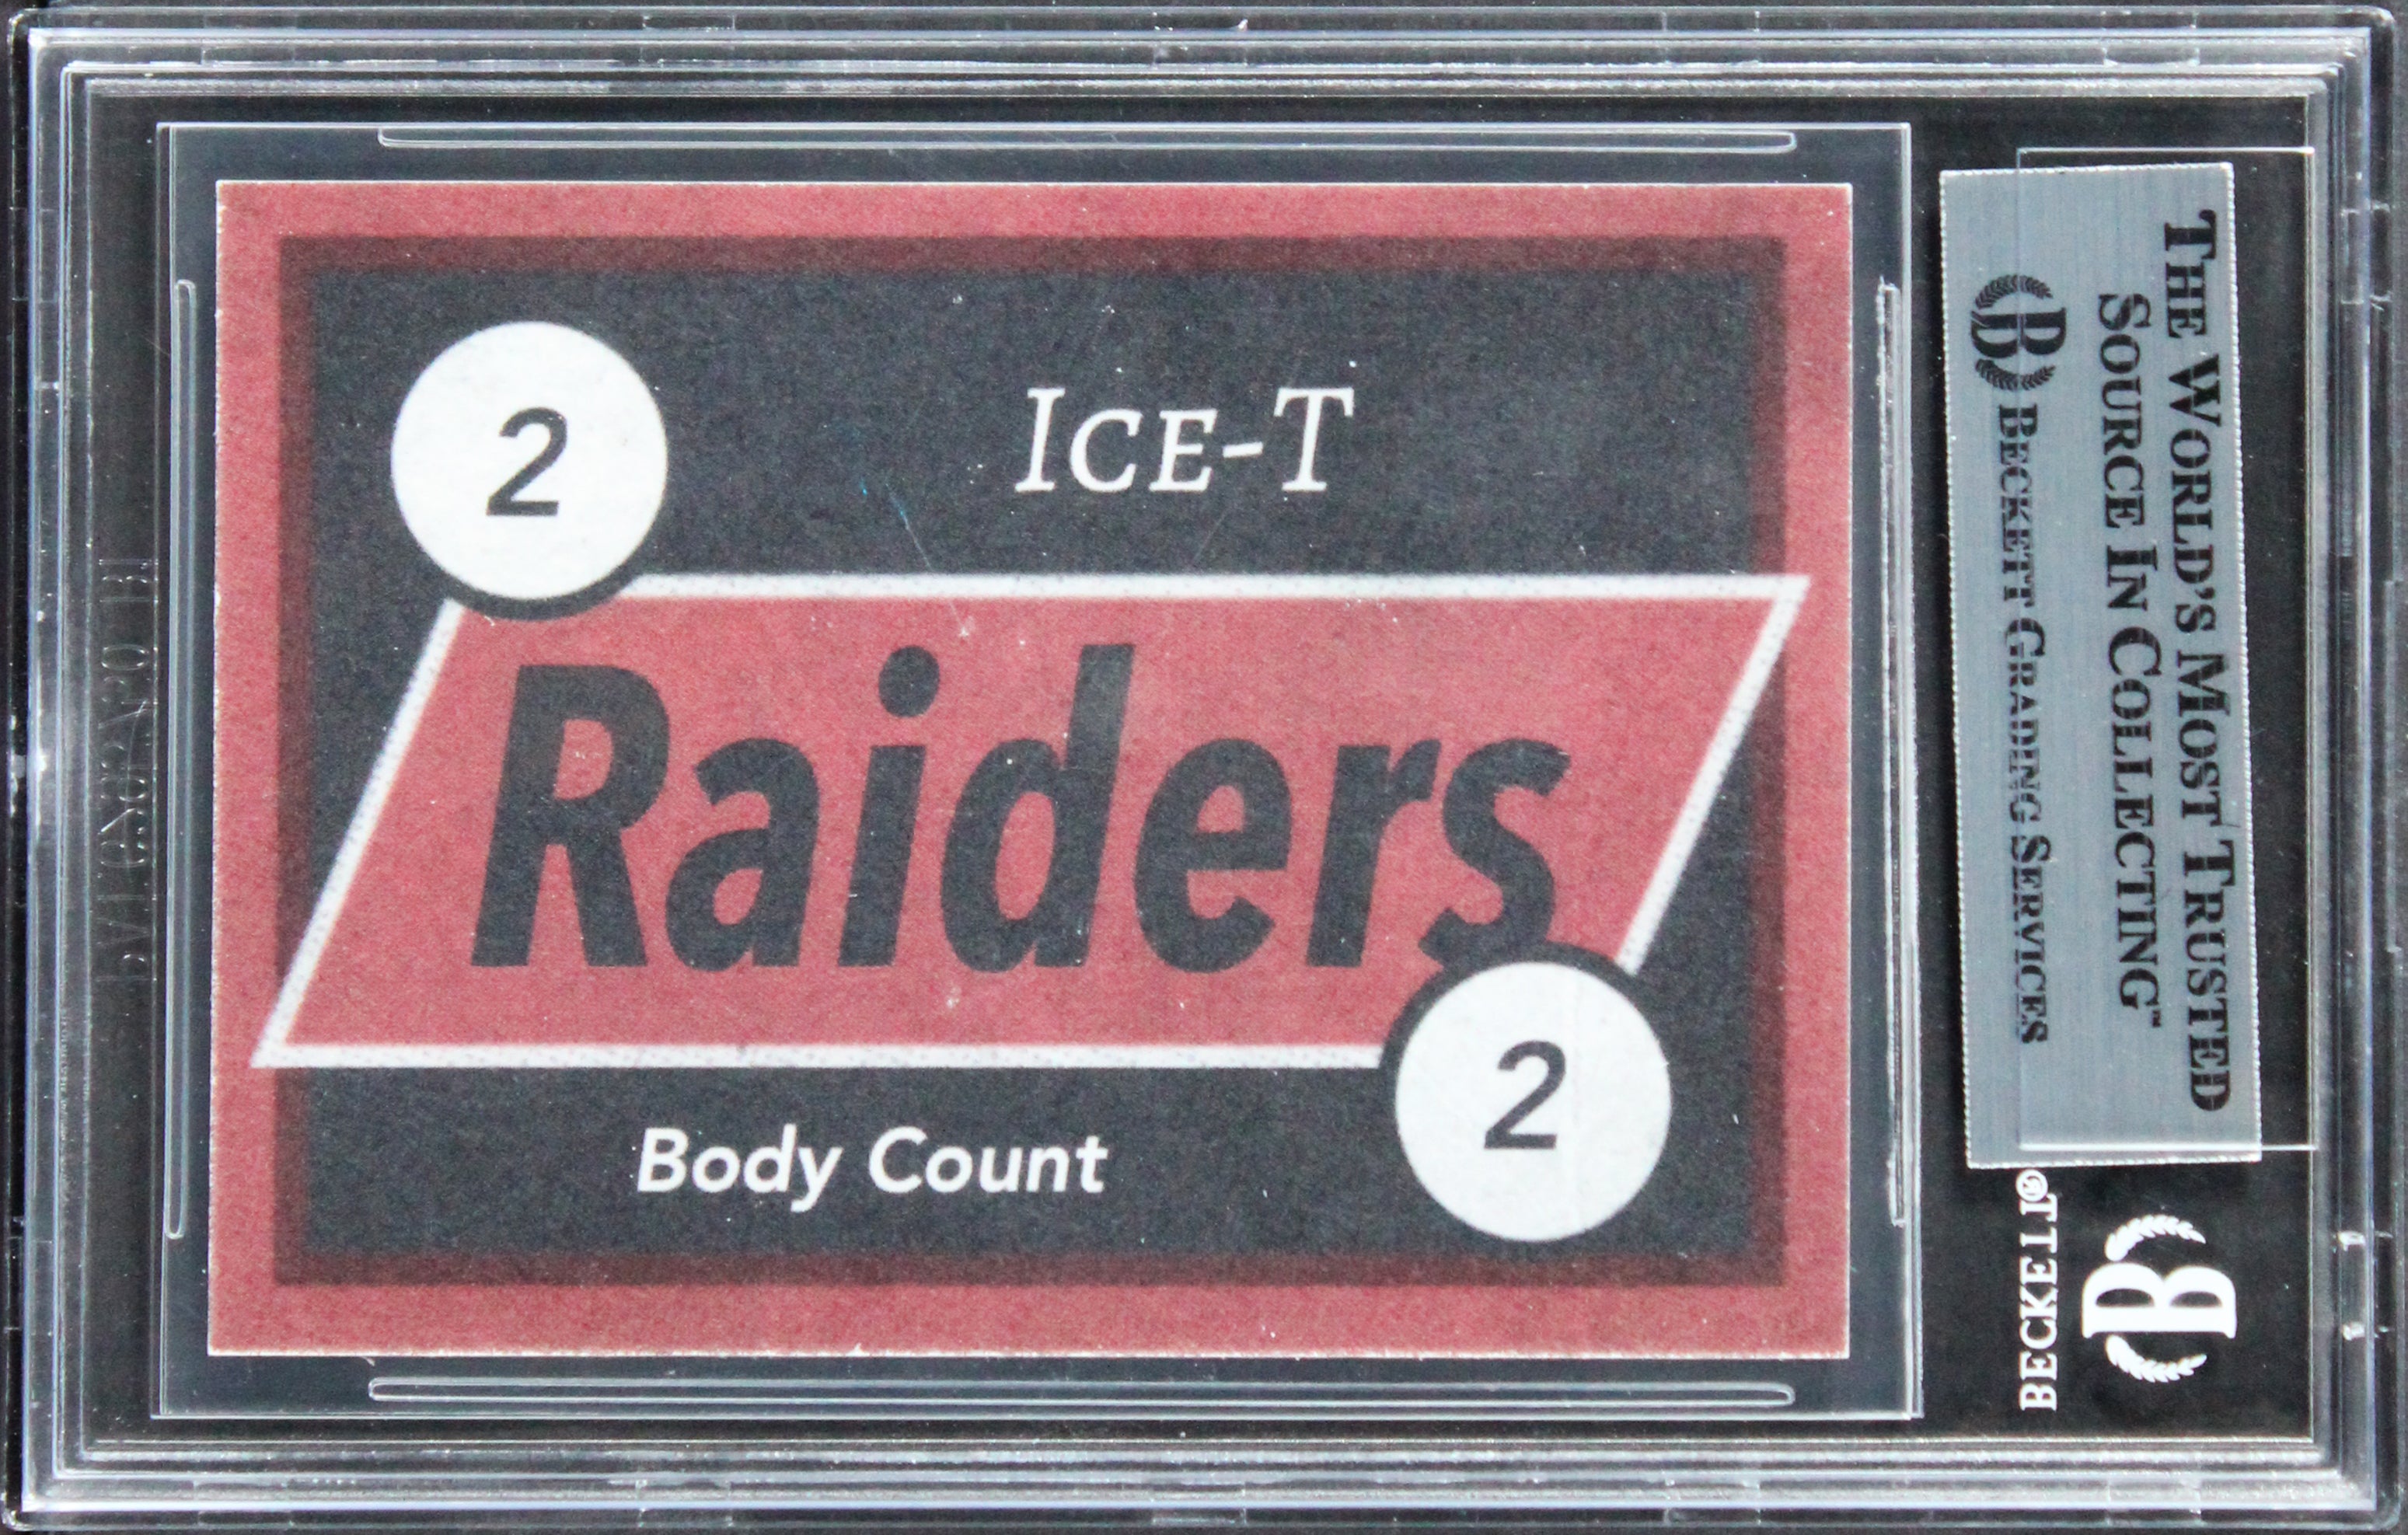 2
Ice-T
Raiders
2
Body Count
The World's Most Trusted
Source In Collecting™
Beckett Grading Services
BECKETT®
B